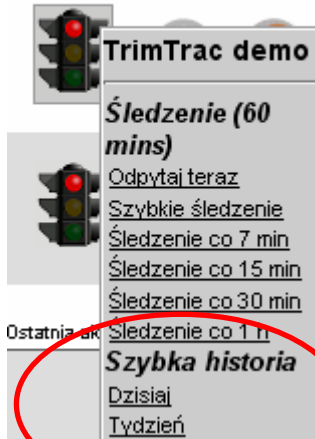 TrimTrac demo
Śledzenie (60
mins)
Odpytaj teraz
Szybkie śledzenie
Śledzenie co 7 min
Śledzenie co 15 min
Śledzenie co 30 min
Ostatnia ak Śledzenie co 1 h
Szybka historia
Dzisiaj
Tydzień